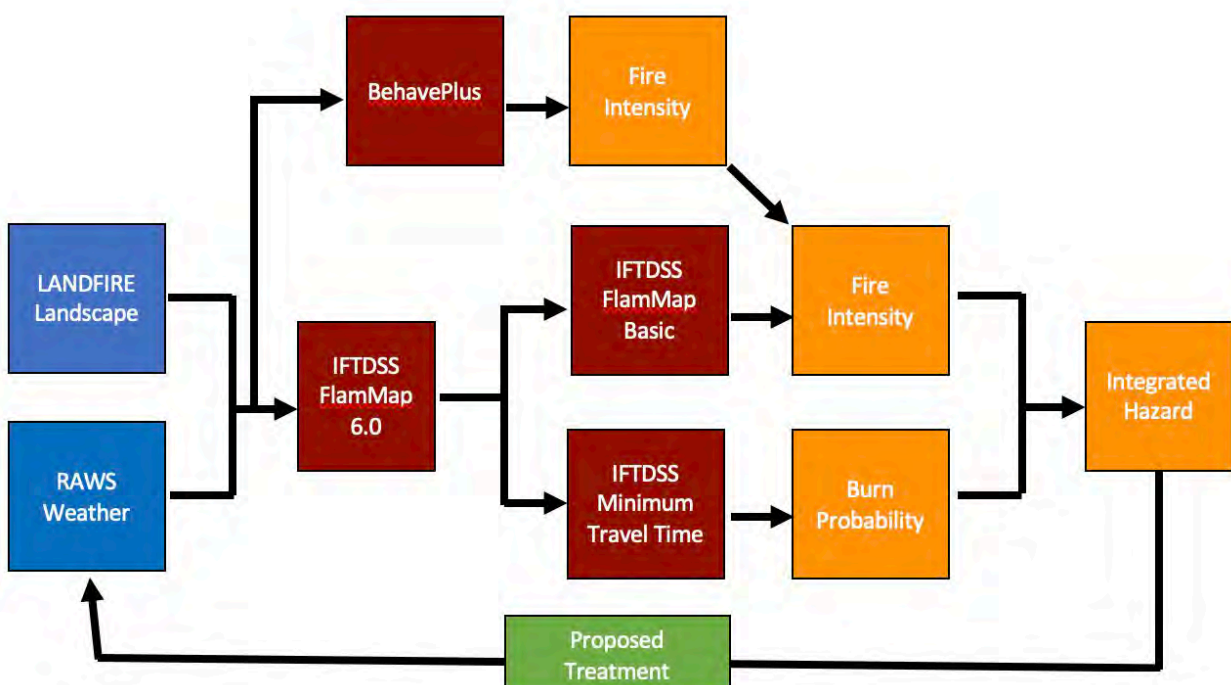 BehavePlus
Fire
Intensity
LANDFIRE
Landscape
IFTDSS
FlamMap
Basic
Fire
Intensity
IFTDSS
FlamMap
6.0
Integrated
Hazard
RAWS
Weather
IFTDSS
Minimum
Travel Time
Burn
Probability
Proposed
Treatment